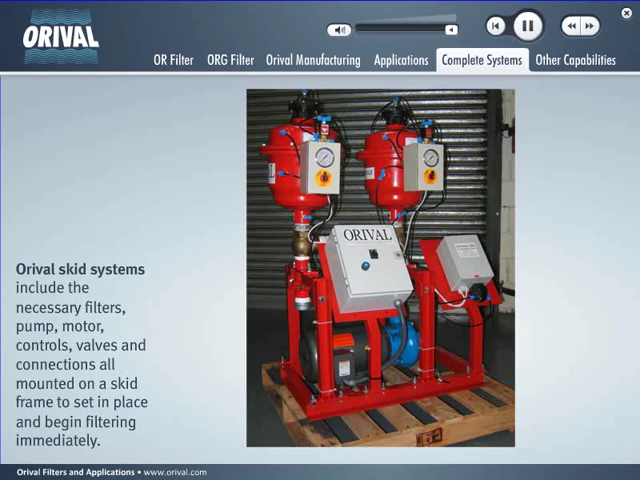 ORIVAL
OR Filter
ORG Filter
Orival Manufacturing
Applications
Complete Systems
Other Capabilities
ORIVAL
Orival skid systems
include the
necessary filters,
pump, motor,
controls, valves and
connections all
mounted on a skid
frame to set in place
and begin filtering
immediately.
Orival Filters and Applications • www.orival.com